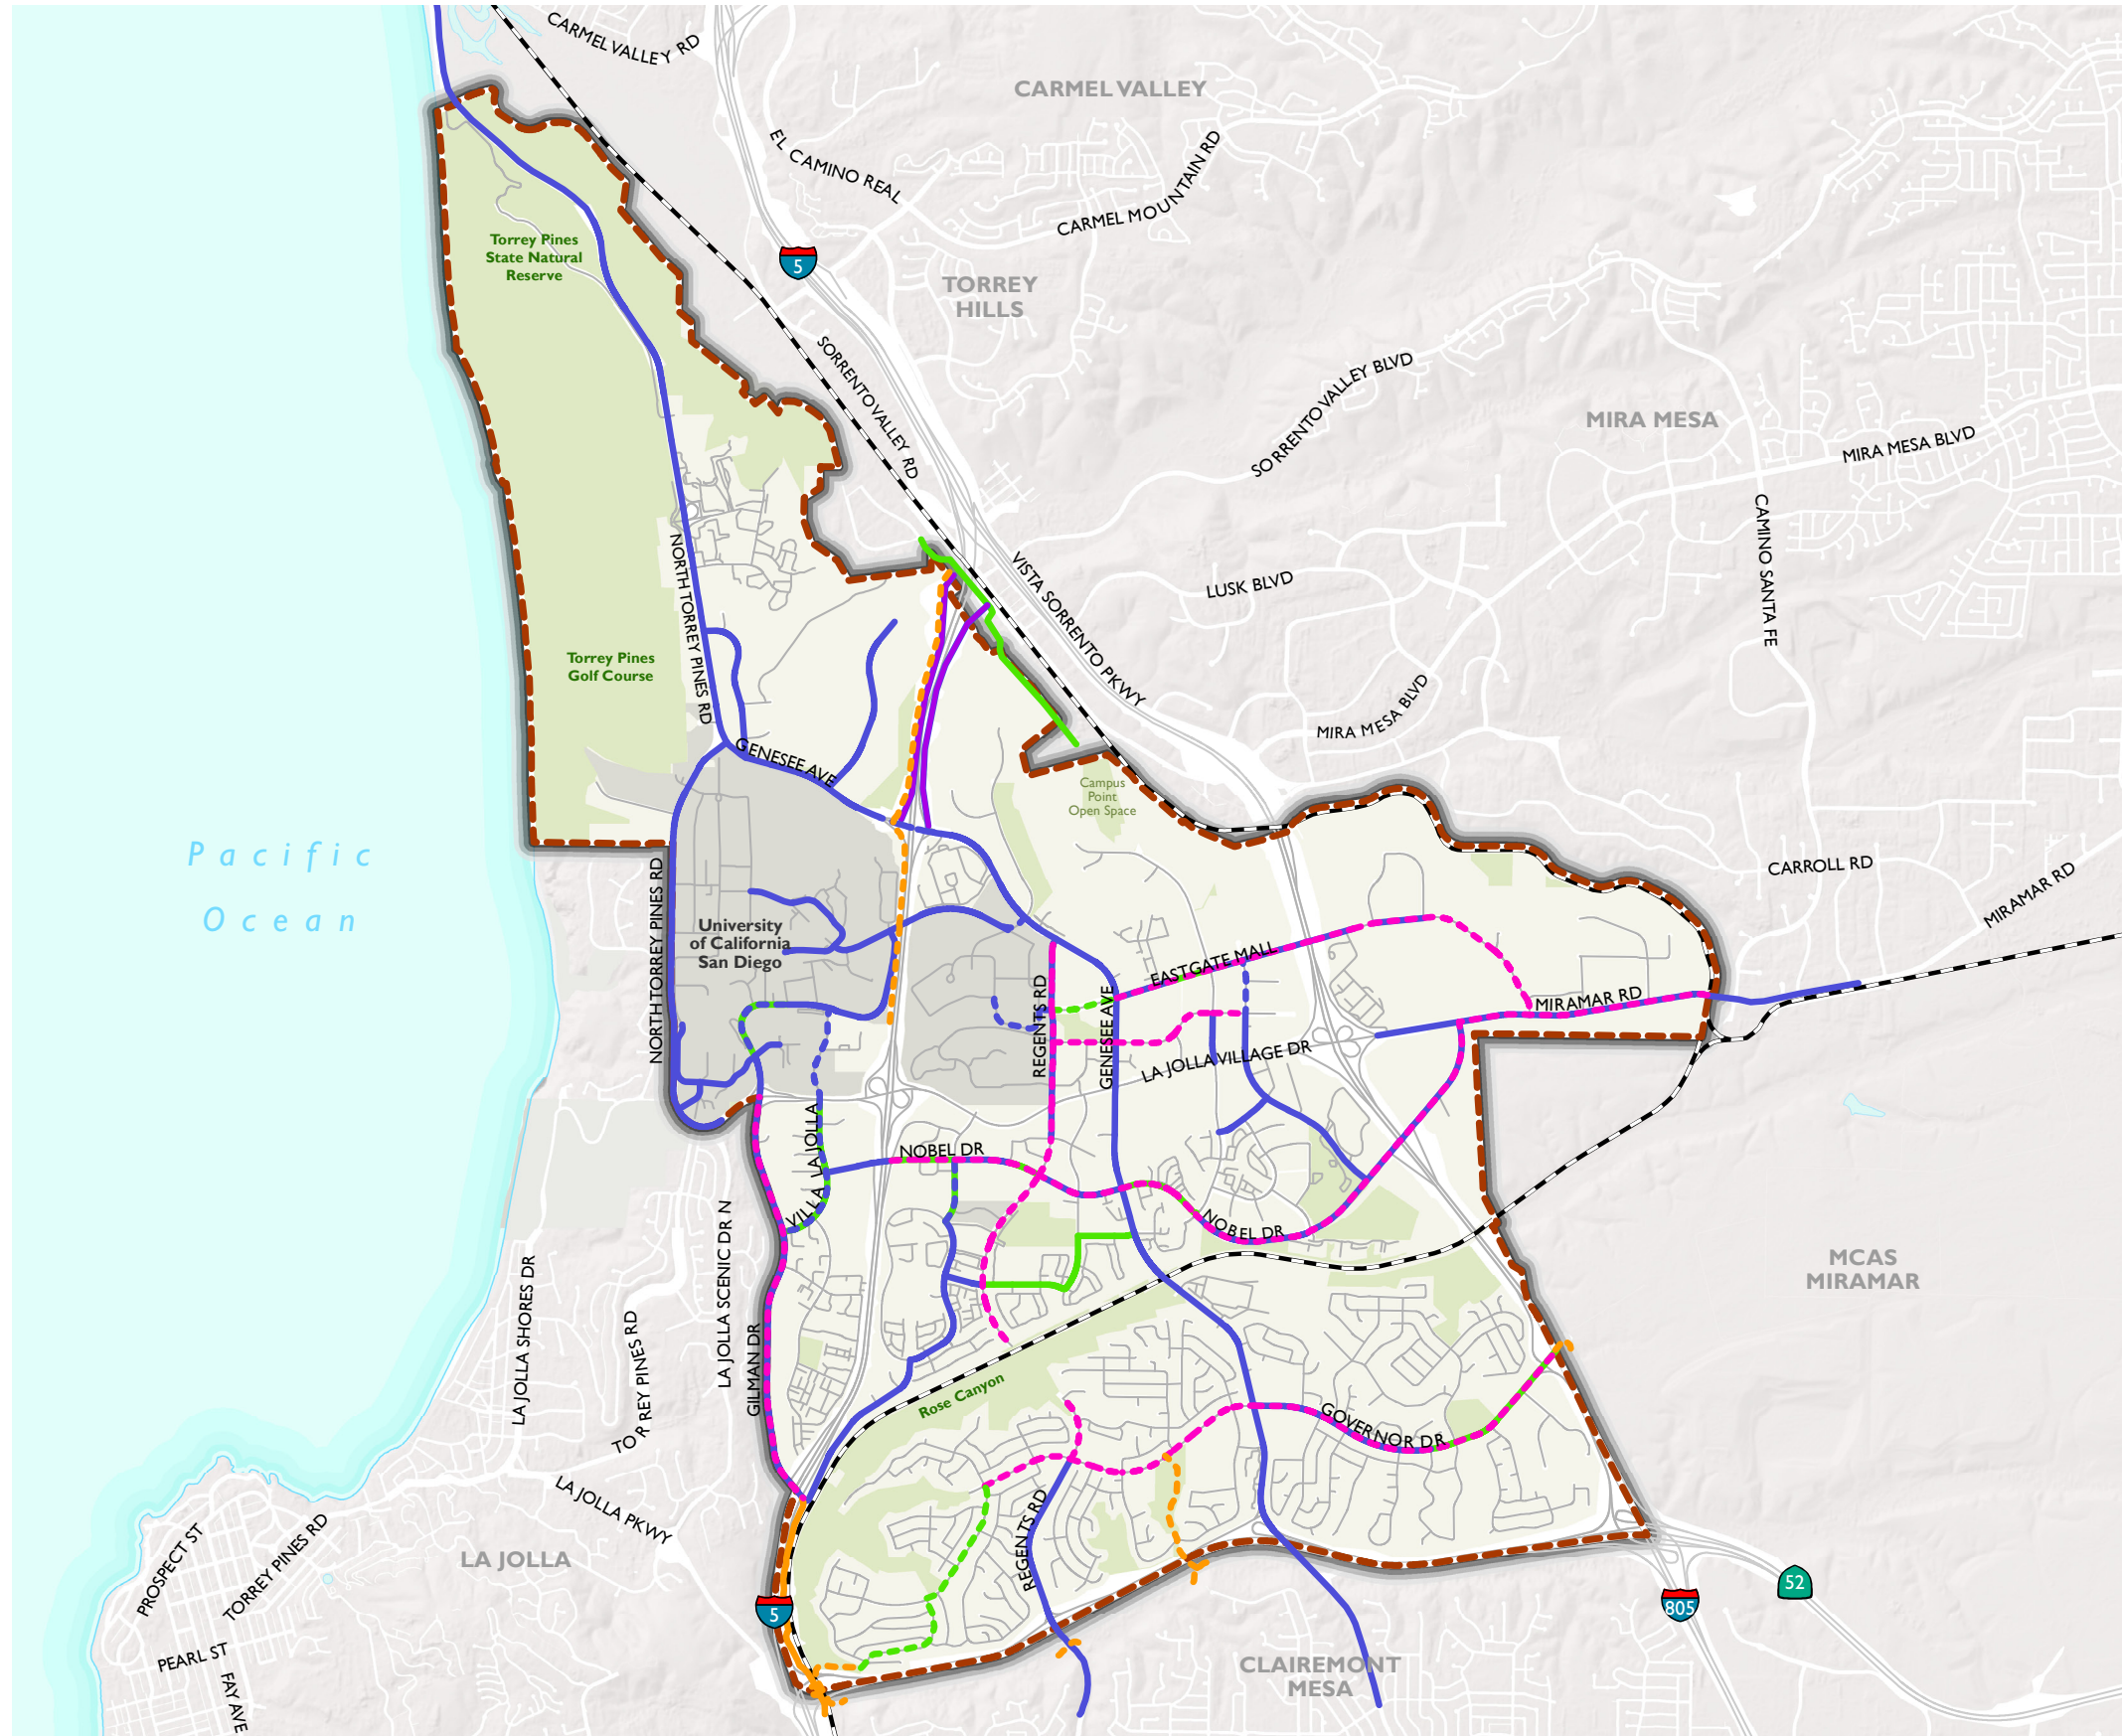 CARMEL VALLEY RD
CARMEL VALLEY
EL CAMINO REAL
CARMEL MOUNTAIN RD
Torrey Pines
State Natural
Reserve
5
TORREY
HILLS
SORRENTO VALLEY RD
SORRENTO VALLEY BLVD
MIRA MESA
MIRA MESA BLVD
CAMINO SANTA FE
NORTH TORREY PINES RD
VISTA SORRENTO PKWY
LUSK BLVD
Torrey Pines
Golf Course
MIRA MESA BLVD
GENESEE AVE
Campus
Point
Open Space
Pacific
Ocean
CARROLL RD
MIRAMAR RD
NORTH TORREY PINES RD
University
of California
San Diego
EASTGATE MALL
REGENTS RD
GENESEE AVE
MIRAMAR RD
LA JOLLA VILLAGE DR
VILLA LA JOLLA
NOBEL DR
NOBEL DR
LA JOLLA SHORES DR
LA JOLLA SCENIC DR N
MCAS
MIRAMAR
TORREY PINES RD
GILMAN DR
Rose Canyon
GOVERNOR DR
LA JOLLA PKWY
REGENTS RD
PROSPECT ST
TORREY PINES RD
LA JOLLA
5
52
805
PEARL ST
FAY AVE
CLAIREMONT
MESA